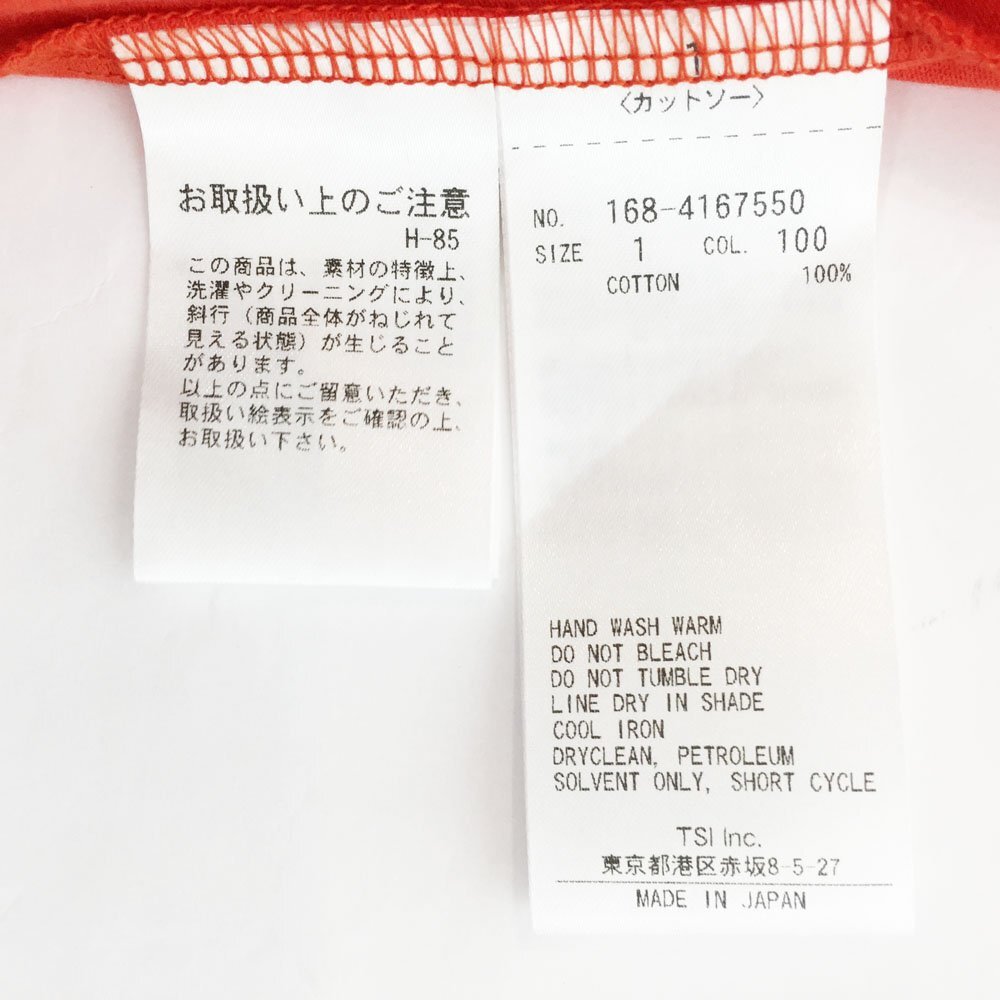 お取扱い上のご注意
H-85
この商品は、素材の特徴上、
洗濯やクリーニングにより、
斜行（商品全体がねじれて
見える状態）が生じること
があります。
以上の点にご留意いただき、
取扱い絵表示をご確認の上、
お取扱い下さい。
1
〈カットソー〉
NO. 168-4167550
SIZE 1 COL. 100
COTTON 100%
HAND WASH WARM
DO NOT BLEACH
DO NOT TUMBLE DRY
LINE DRY IN SHADE
COOL IRON
DRYCLEAN, PETROLEUM
SOLVENT ONLY, SHORT CYCLE
TSI Inc.
東京都港区赤坂8-5-27
MADE IN JAPAN